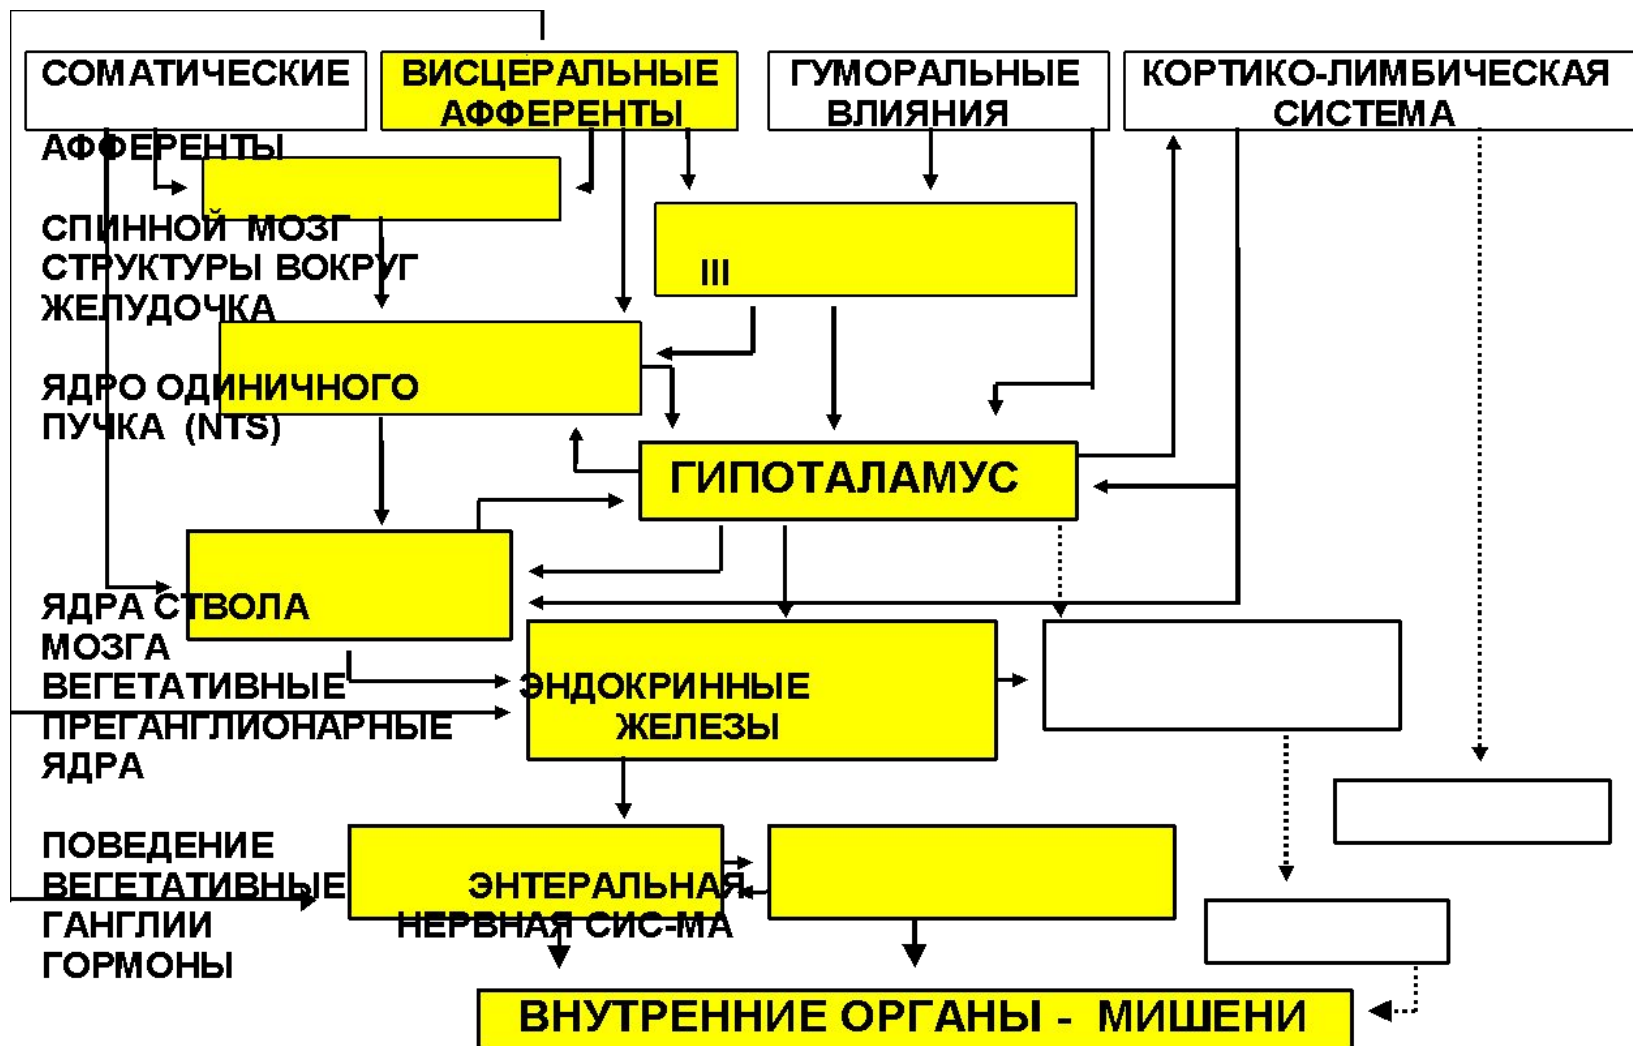 СОМАТИЧЕСКИЕ
АФФЕРЕНТЫ
ВИСЦЕРАЛЬНЫЕ
АФФЕРЕНТЫ
ГУМОРАЛЬНЫЕ
ВЛИЯНИЯ
КОРТИКО-ЛИМБИЧЕСКАЯ
СИСТЕМА
СПИННОЙ МОЗГ
СТРУКТУРЫ ВОКРУГ
III
ЖЕЛУДОЧКА
ЯДРО ОДИНИЧНОГО
ПУЧКА (NTS)
ГИПОТАЛАМУС
ЯДРА СТВОЛА
МОЗГА
ВЕГЕТАТИВНЫЕ
ПРЕГАНГЛИОНАРНЫЕ
ЯДРА
ЭНДОКРИННЫЕ
ЖЕЛЕЗЫ
ПОВЕДЕНИЕ
ВЕГЕТАТИВНЫЕ
ГАНГЛИИ
ГОРМОНЫ
ЭНТЕРАЛЬНАЯ
НЕРВНАЯ СИС-МА
ВНУТРЕННИЕ ОРГАНЫ - МИШЕНИ